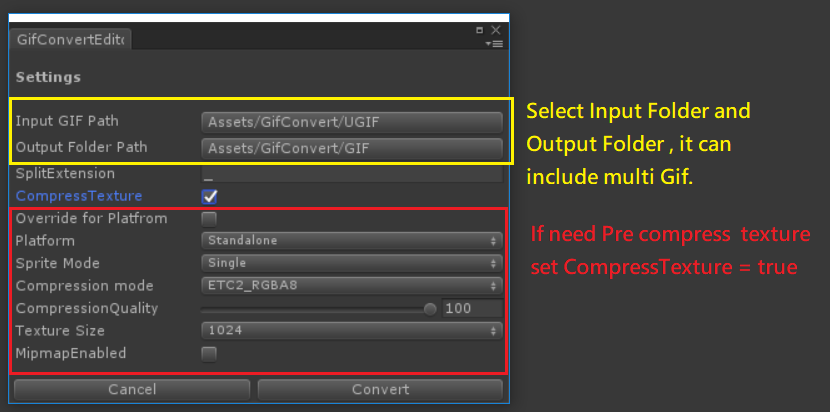 GifConvertEdito
Settings
Input GIF Path Assets/GifConvert/UGIF
Output Folder Path Assets/GifConvert/GIF
SplitExtension _
CompressTexture
Override for Platfrom
Platform Standalone
Sprite Mode Single
Compression mode ETC2_RGBA8
CompressionQuality 100
Texture Size 1024
MipmapEnabled
Cancel Convert
Select Input Folder and
Output Folder , it can
include multi Gif.
If need Pre compress texture
set CompressTexture = true